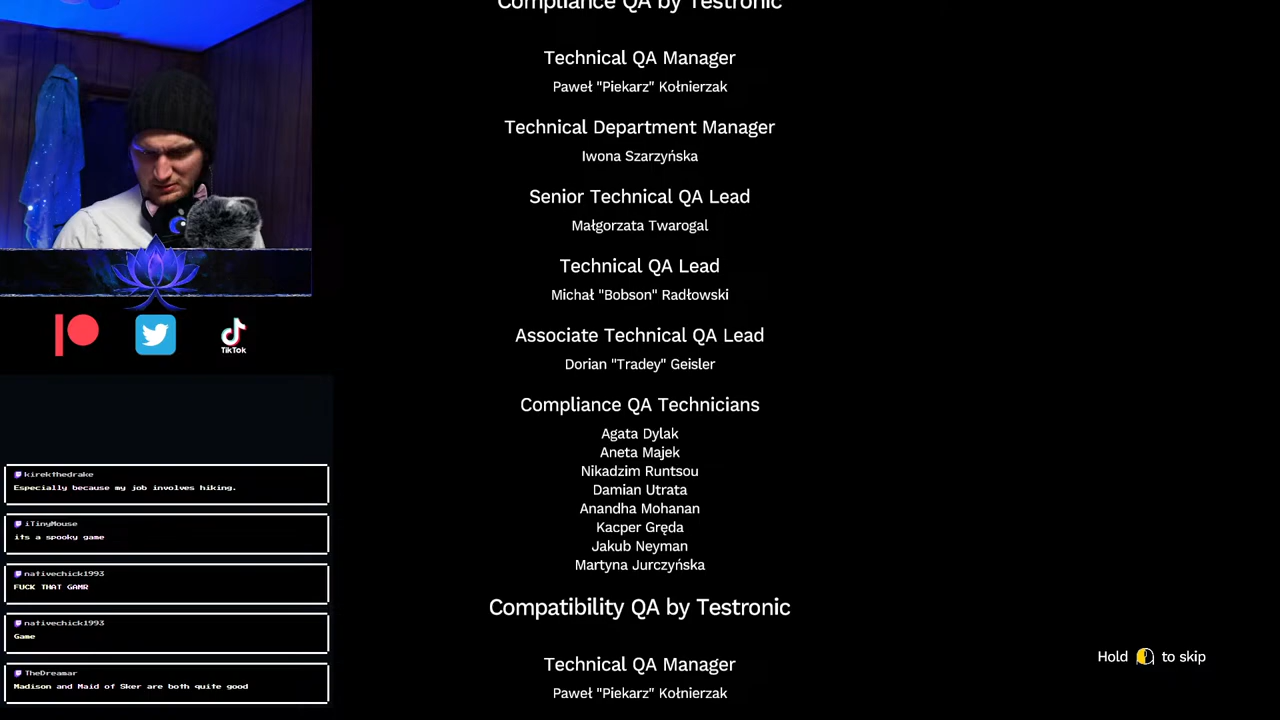 Compliance QA by Testronic
Technical QA Manager
Paweł "Piekarz" Kołnierzak
Technical Department Manager
Iwona Szarzyńska
Senior Technical QA Lead
Małgorzata Twarogal
Technical QA Lead
Michał "Bobson" Radłowski
Associate Technical QA Lead
Dorian "Tradey" Geisler
Compliance QA Technicians
Agata Dylak
Aneta Majek
Nikadzim Runtsou
Damian Utrata
Anandha Mohanan
Kacper Gręda
Jakub Neyman
Martyna Jurczyńska
Compatibility QA by Testronic
Technical QA Manager
Paweł "Piekarz" Kołnierzak
Hold to skip
TikTok
kirekthedrake
Especially because my job involves hiking.
iTinyMouse
its a spooky game
nativechick1993
FUCK THAT GAMR
nativechick1993
Game
TheDreamar
Madison and Maid of Sker are both quite good